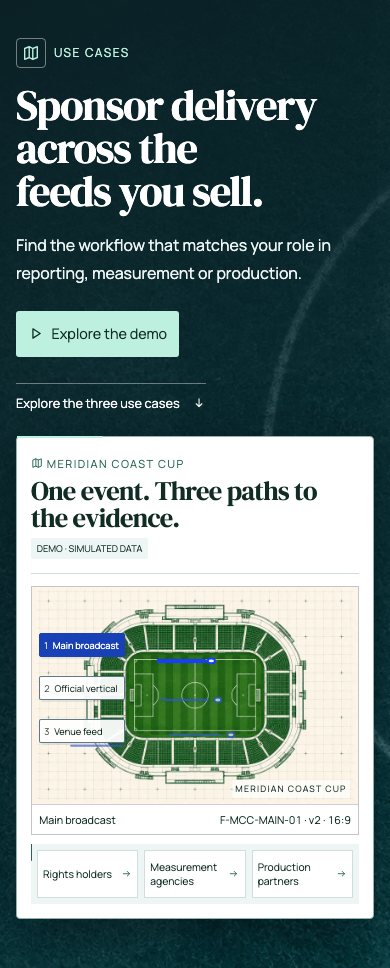 USE CASES
Sponsor delivery
across the
feeds you sell.
Find the workflow that matches your role in
reporting, measurement or production.
Explore the demo
Explore the three use cases ↓
MERIDIAN COAST CUP
One event. Three paths to
the evidence.
DEMO · SIMULATED DATA
1 Main broadcast
2 Official vertical
3 Venue feed
MERIDIAN COAST CUP
Main broadcast F-MCC-MAIN-01 · v2 · 16:9
Rights holders →
Measurement
agencies →
Production
partners →